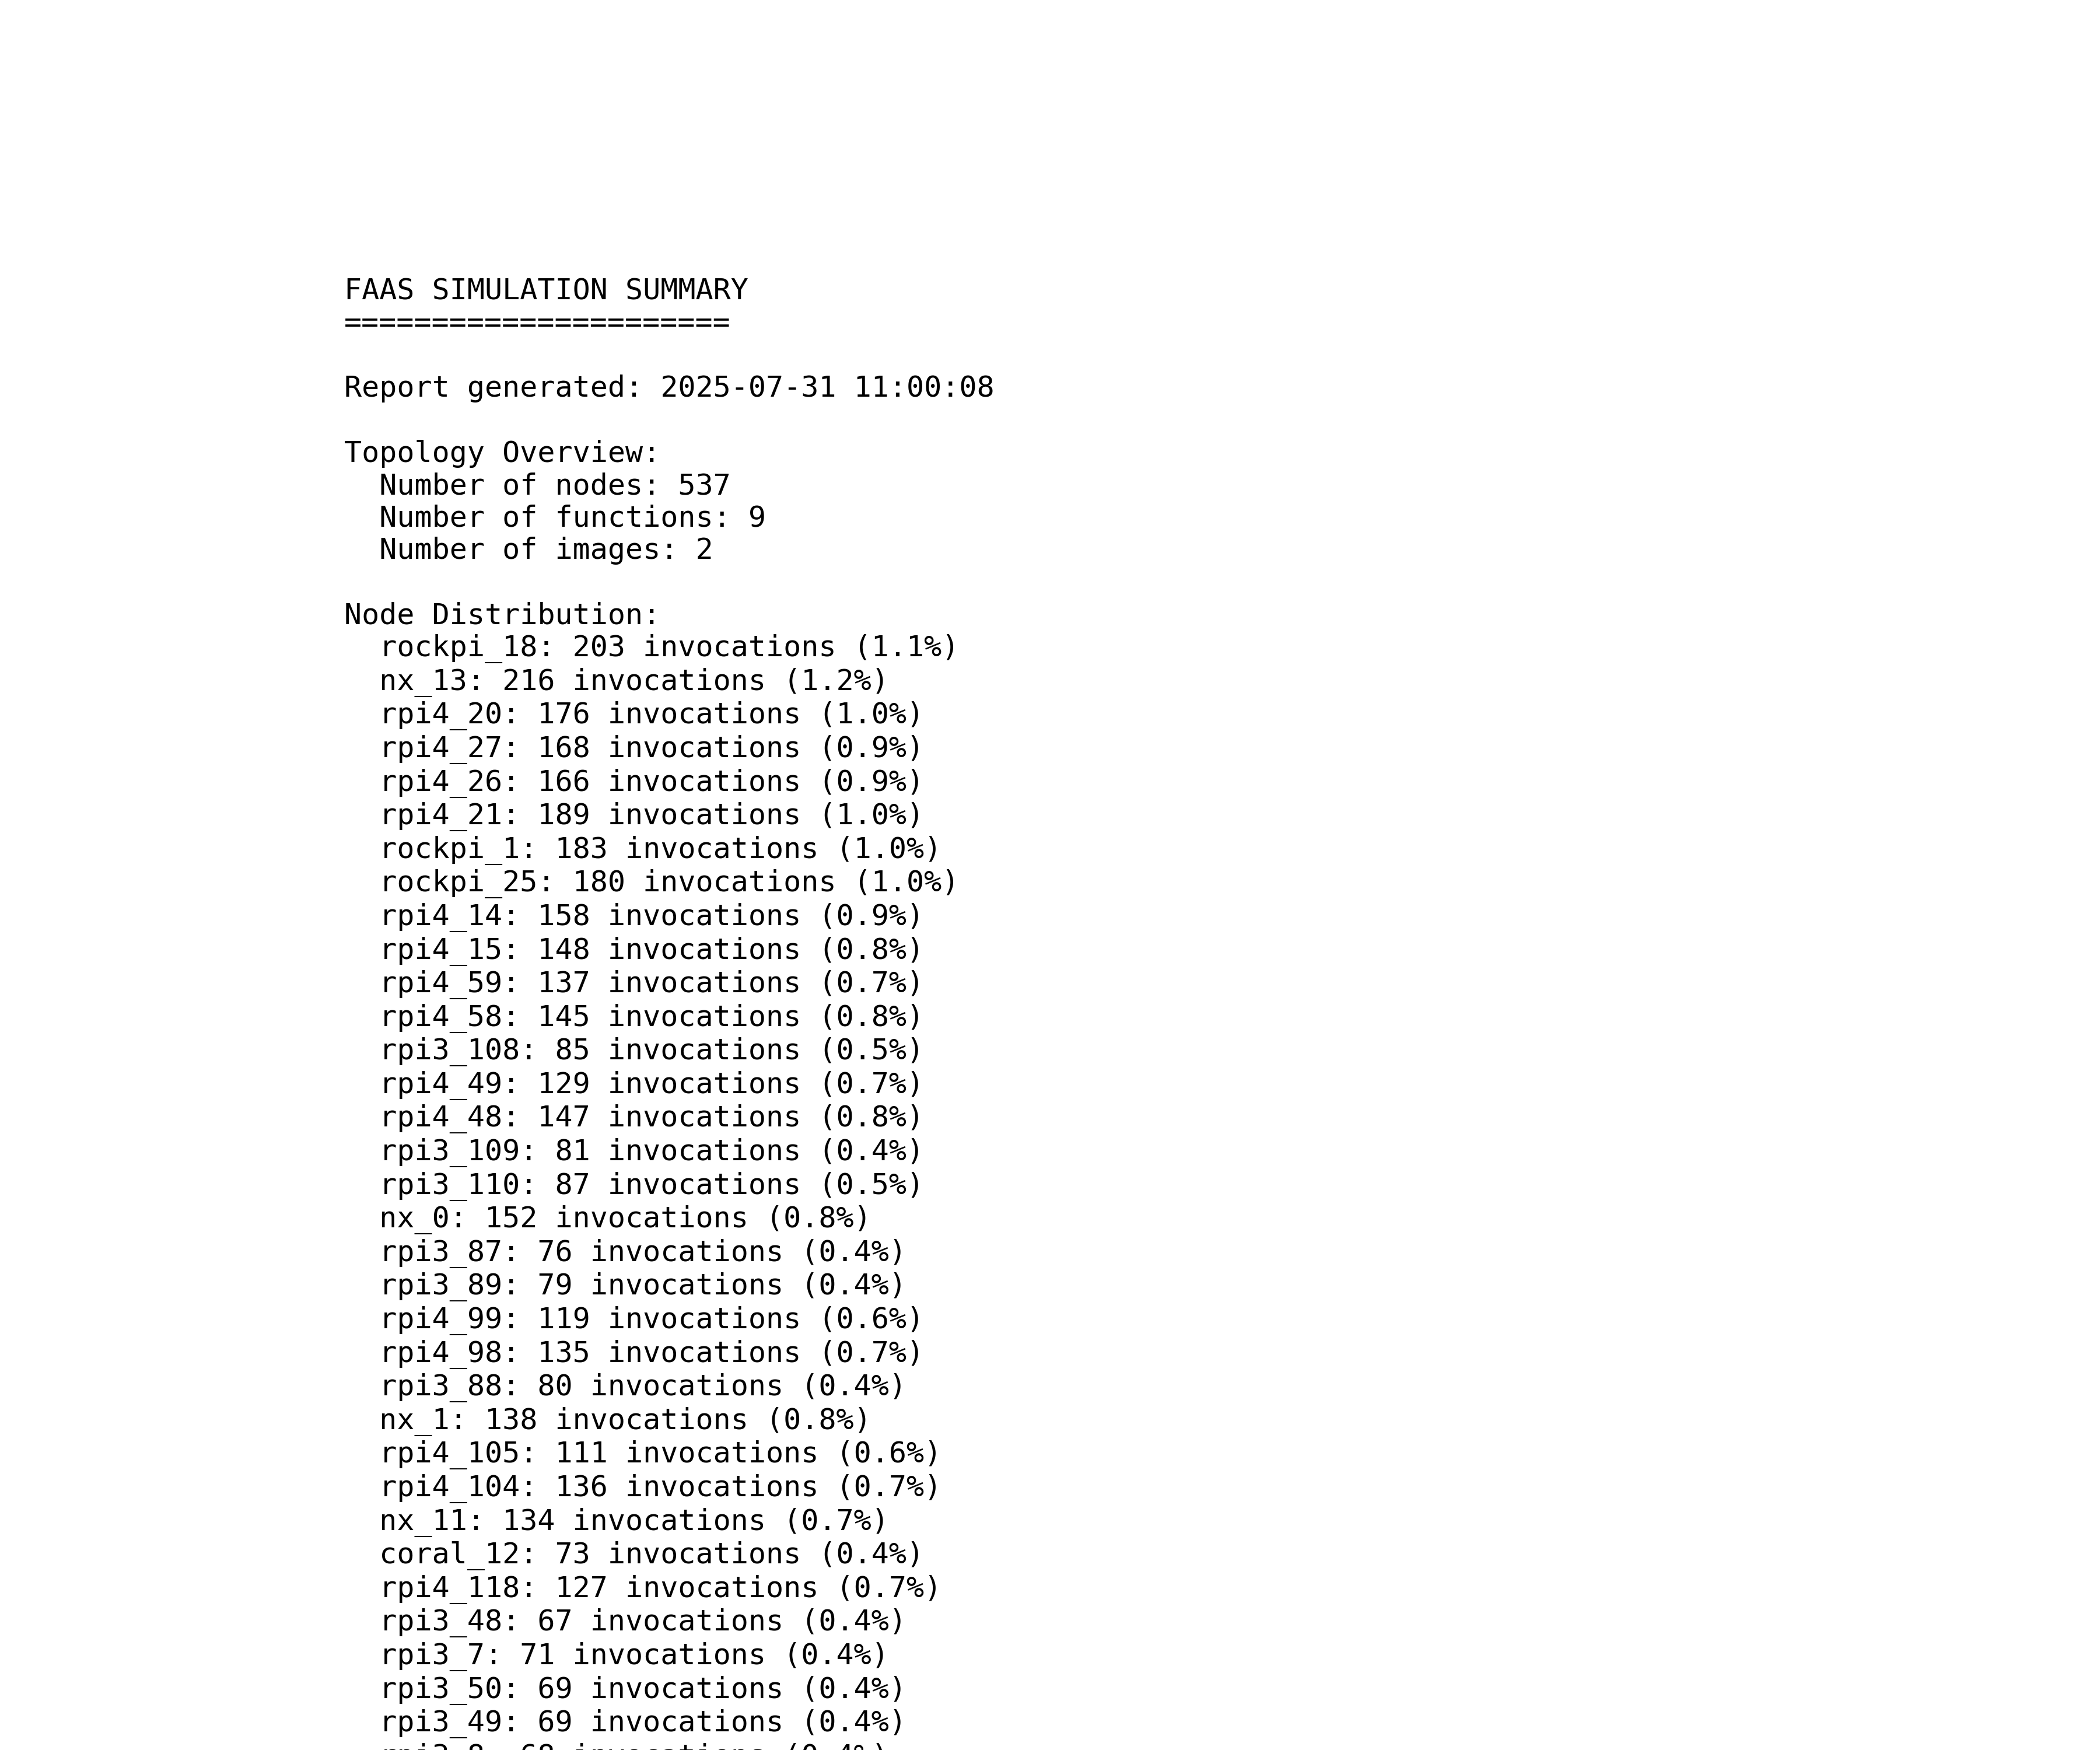 FAAS SIMULATION SUMMARY
======================
Report generated: 2025-07-31 11:00:08
Topology Overview:
Number of nodes: 537
Number of functions: 9
Number of images: 2
Node Distribution:
rockpi_18: 203 invocations (1.1%)
nx_13: 216 invocations (1.2%)
rpi4_20: 176 invocations (1.0%)
rpi4_27: 168 invocations (0.9%)
rpi4_26: 166 invocations (0.9%)
rpi4_21: 189 invocations (1.0%)
rockpi_1: 183 invocations (1.0%)
rockpi_25: 180 invocations (1.0%)
rpi4_14: 158 invocations (0.9%)
rpi4_15: 148 invocations (0.8%)
rpi4_59: 137 invocations (0.7%)
rpi4_58: 145 invocations (0.8%)
rpi3_108: 85 invocations (0.5%)
rpi4_49: 129 invocations (0.7%)
rpi4_48: 147 invocations (0.8%)
rpi3_109: 81 invocations (0.4%)
rpi3_110: 87 invocations (0.5%)
nx_0: 152 invocations (0.8%)
rpi3_87: 76 invocations (0.4%)
rpi3_89: 79 invocations (0.4%)
rpi4_99: 119 invocations (0.6%)
rpi4_98: 135 invocations (0.7%)
rpi3_88: 80 invocations (0.4%)
nx_1: 138 invocations (0.8%)
rpi4_105: 111 invocations (0.6%)
rpi4_104: 136 invocations (0.7%)
nx_11: 134 invocations (0.7%)
coral_12: 73 invocations (0.4%)
rpi4_118: 127 invocations (0.7%)
rpi3_48: 67 invocations (0.4%)
rpi3_7: 71 invocations (0.4%)
rpi3_50: 69 invocations (0.4%)
rpi3_49: 69 invocations (0.4%)